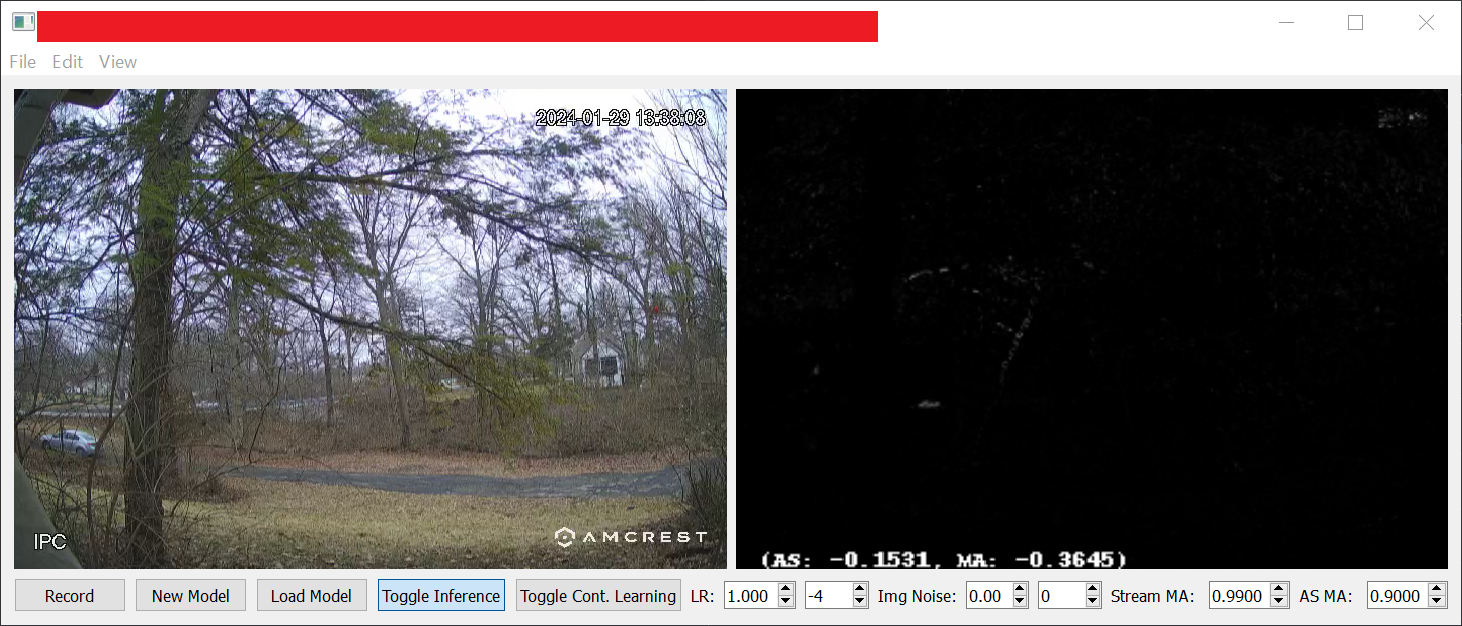 File Edit View
2024-01-29 13:38:08
IPC
AMCREST
(AS: -0.1531, MA: -0.3645)
Record New Model Load Model Toggle Inference Toggle Cont. Learning LR: 1.000 -4 Img Noise: 0.00 0 Stream MA: 0.9900 AS MA: 0.9000